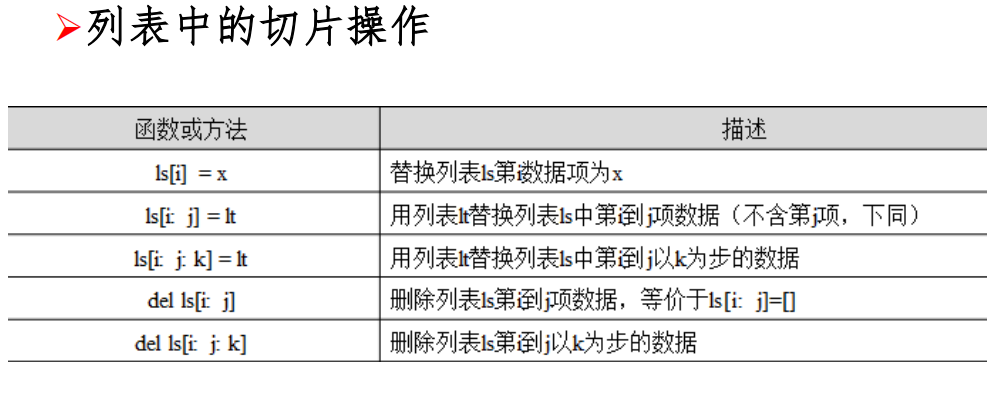 ➢列表中的切片操作
函数或方法 描述
ls[i] = x 替换列表ls第i数据项为x
ls[i: j] = lt 用列表lt替换列表ls中第i到j项数据（不含第j项，下同）
ls[i: j: k] = lt 用列表lt替换列表ls中第i到j以k为步的数据
del ls[i: j] 删除列表ls第i到j项数据，等价于ls[i: j]=[]
del ls[i: j: k] 删除列表ls第i到j以k为步的数据